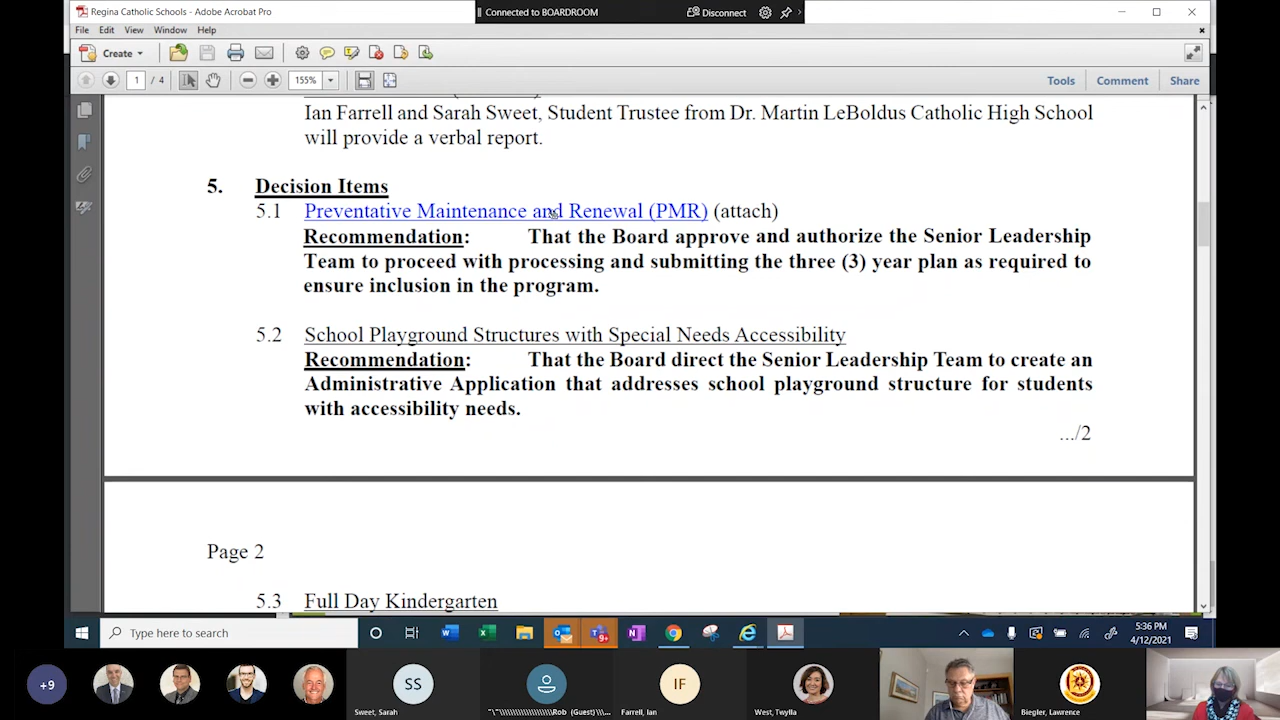 Regina Catholic Schools - Adobe Acrobat Pro
Connected to BOARDROOM
Disconnect
File Edit View Window Help
Create
1 / 4
155%
Tools Comment Share
Ian Farrell and Sarah Sweet, Student Trustee from Dr. Martin LeBoldus Catholic High School
will provide a verbal report.
5. Decision Items
5.1 Preventative Maintenance and Renewal (PMR) (attach)
Recommendation: That the Board approve and authorize the Senior Leadership
Team to proceed with processing and submitting the three (3) year plan as required to
ensure inclusion in the program.
5.2 School Playground Structures with Special Needs Accessibility
Recommendation: That the Board direct the Senior Leadership Team to create an
Administrative Application that addresses school playground structure for students
with accessibility needs.
.../2
Page 2
5.3 Full Day Kindergarten
Type here to search
9+
5:36 PM
4/12/2021
+9
SS
IF
Sweet, Sarah
Rob (Guest)
Farrell, Ian
West, Twylla
Biegler, Lawrence